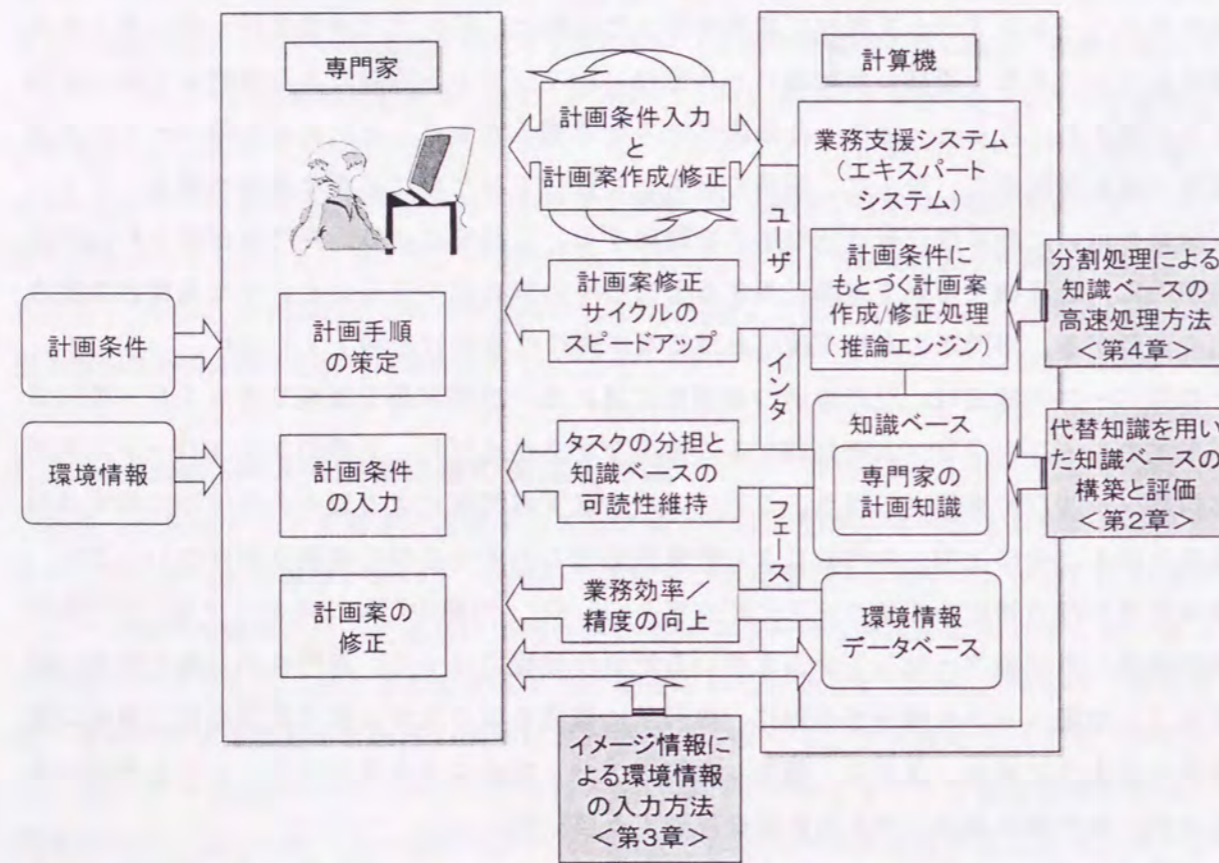 専門家
計画条件入力
と
計画案作成/修正
計算機
業務支援システム
(エキスパート
システム)
ユーザ
インタ
フェース
計画条件
環境情報
計画手順
の策定
計画条件
の入力
計画案の
修正
計画案修正
サイクルの
スピードアップ
タスクの分担と
知識ベースの
可読性維持
業務効率/
精度の向上
計画条件に
もとづく計画案
作成/修正処理
(推論エンジン)
知識ベース
専門家の
計画知識
環境情報
データベース
分割処理による
知識ベースの
高速処理方法
<第4章>
代替知識を用い
た知識ベースの
構築と評価
<第2章>
イメージ情報に
よる環境情報
の入力方法
<第3章>